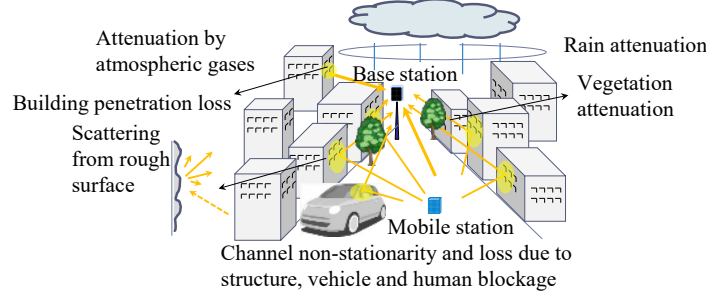 Attenuation by
atmospheric gases
Rain attenuation
Base station
Vegetation
attenuation
Building penetration loss
Scattering
from rough
surface
Mobile station
Channel non-stationarity and loss due to
structure, vehicle and human blockage